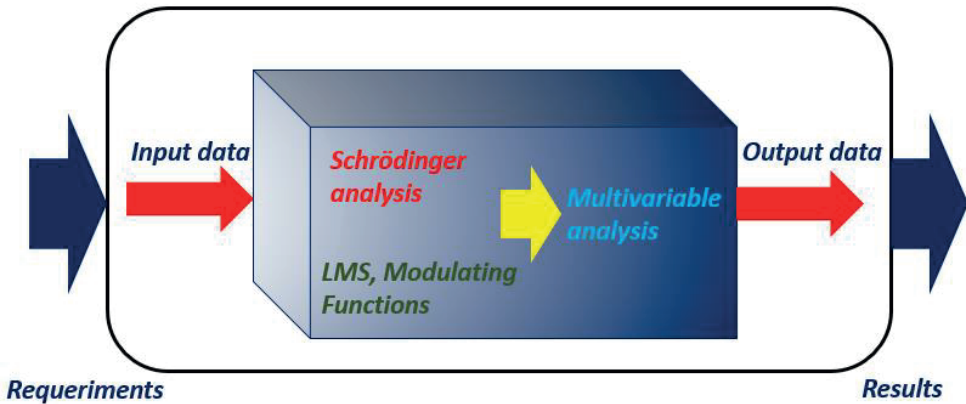 Input data
Output data
Schrödinger
analysis
Multivariable
analysis
LMS, Modulating
Functions
Requeriments
Results